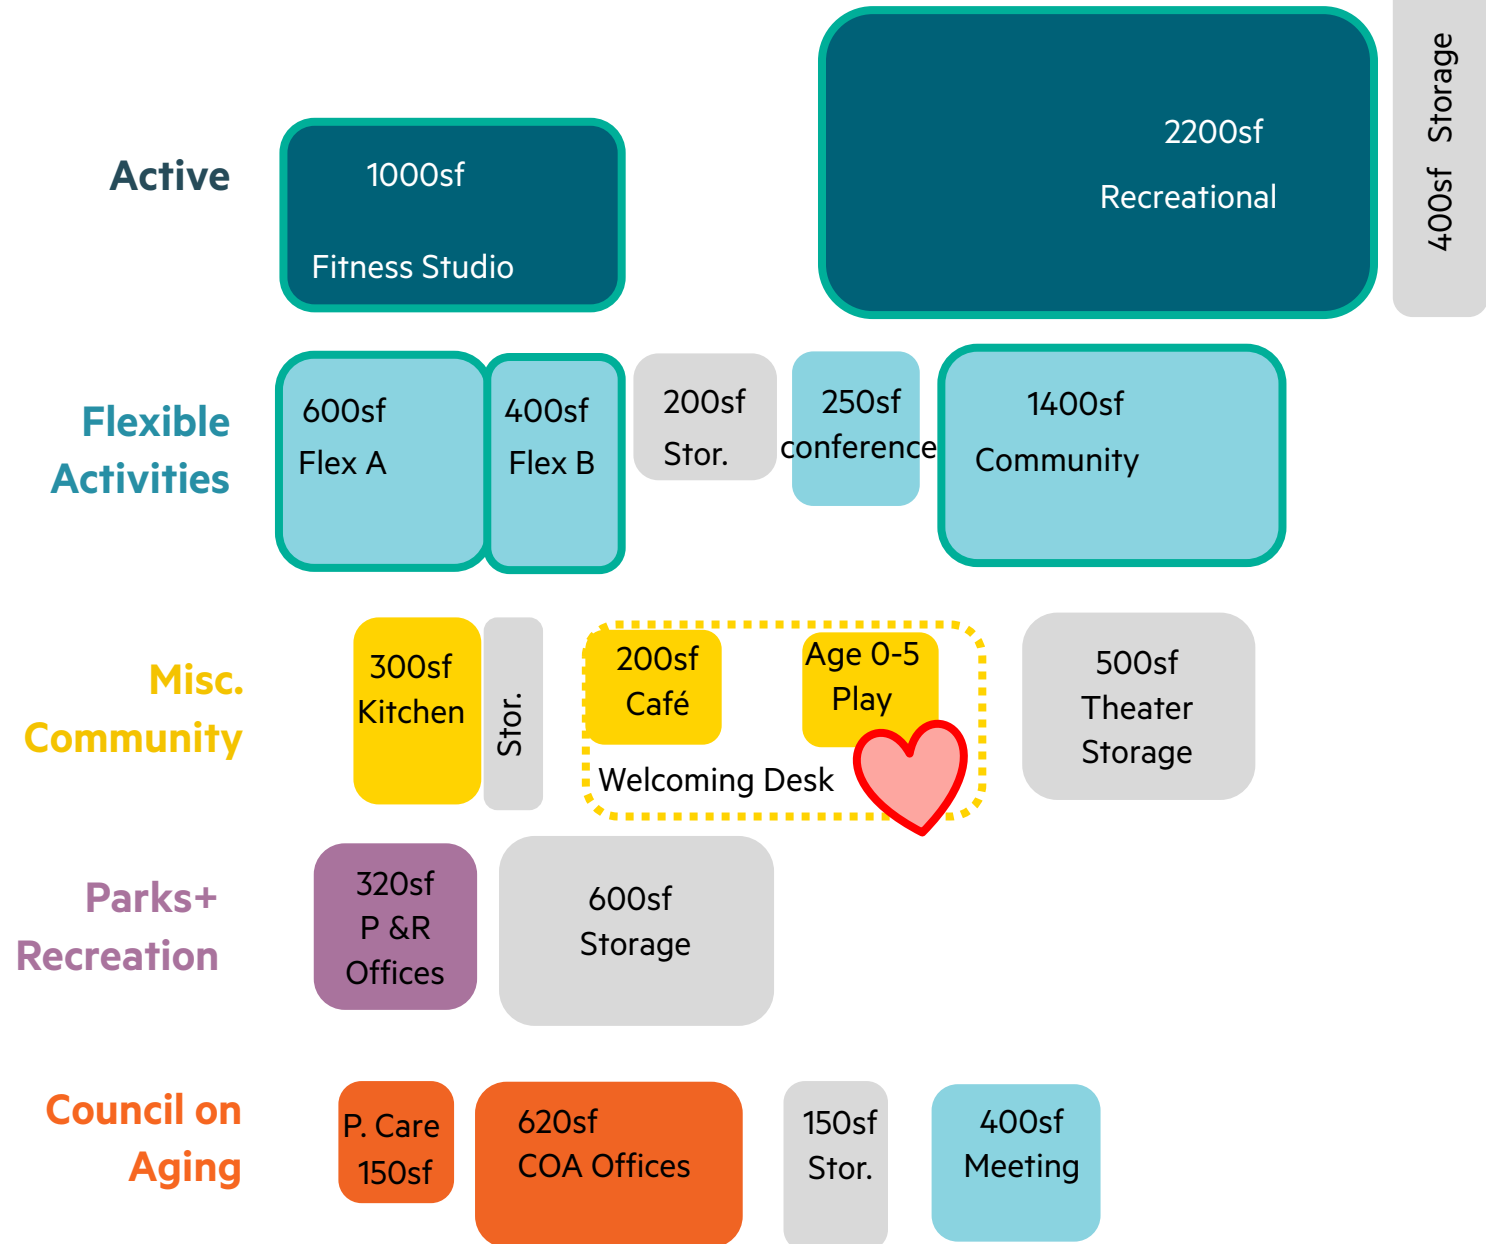 Active
1000sf
Fitness Studio
2200sf
Recreational
400sf Storage
Flexible
Activities
600sf
Flex A
400sf
Flex B
200sf
Stor.
250sf
conference
1400sf
Community
Misc.
Community
300sf
Kitchen
Stor.
200sf
Café
Age 0-5
Play
Welcoming Desk
500sf
Theater
Storage
Parks+
Recreation
320sf
P &R
Offices
600sf
Storage
Council on
Aging
P. Care
150sf
620sf
COA Offices
150sf
Stor.
400sf
Meeting